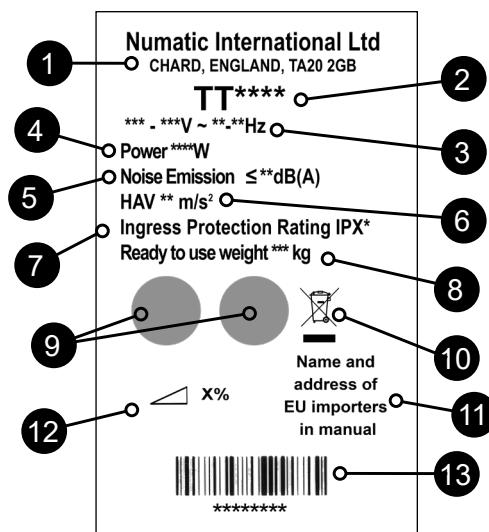 Numatic International Ltd
1
CHARD, ENGLAND, TA20 2GB
2
TT****
*** - ***V ~ **-**Hz
3
4
Power ****W
5
Noise Emission ≤**dB(A)
HAV ** m/s²
6
7
Ingress Protection Rating IPX*
Ready to use weight *** kg
8
9
10
Name and
address of
EU importers
in manual
11
12
X%
13
********